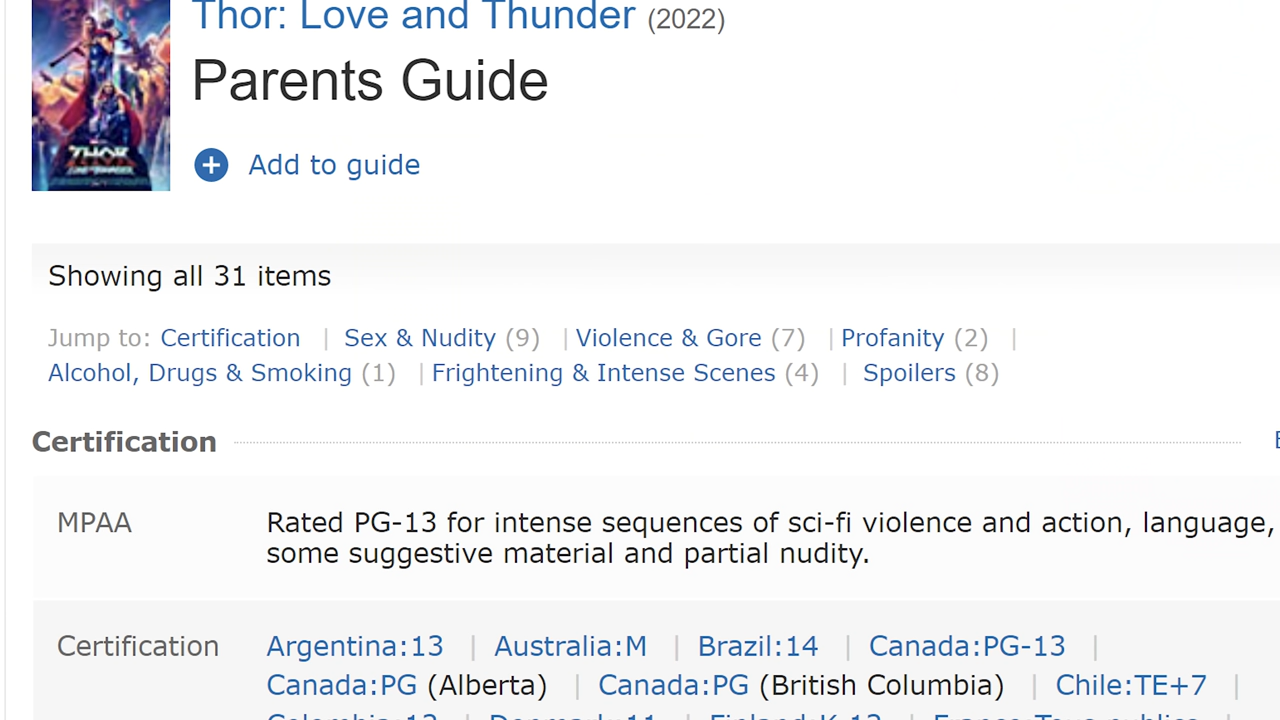 Thor: Love and Thunder (2022)
Parents Guide
Add to guide
THOR
Showing all 31 items
Jump to: Certification | Sex & Nudity (9) | Violence & Gore (7) | Profanity (2) |
Alcohol, Drugs & Smoking (1) | Frightening & Intense Scenes (4) | Spoilers (8)
Certification
MPAA Rated PG-13 for intense sequences of sci-fi violence and action, language,
some suggestive material and partial nudity.
Certification Argentina:13 | Australia:M | Brazil:14 | Canada:PG-13 |
Canada:PG (Alberta) | Canada:PG (British Columbia) | Chile:TE+7 |